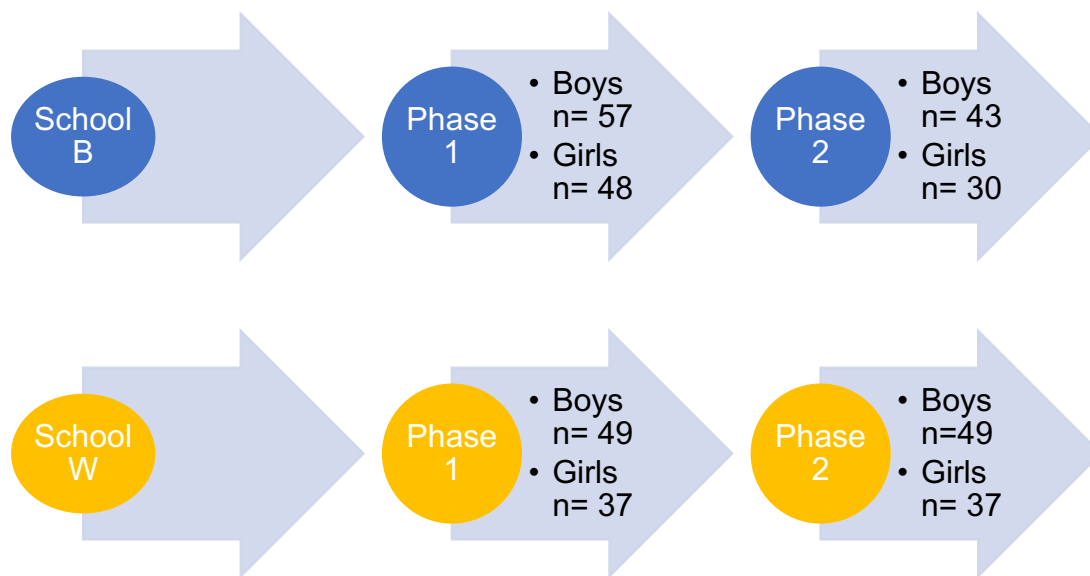 School
B
Phase
1
• Boys
n= 57
• Girls
n= 48
Phase
2
• Boys
n= 43
• Girls
n= 30
School
W
Phase
1
• Boys
n= 49
• Girls
n= 37
Phase
2
• Boys
n=49
• Girls
n= 37